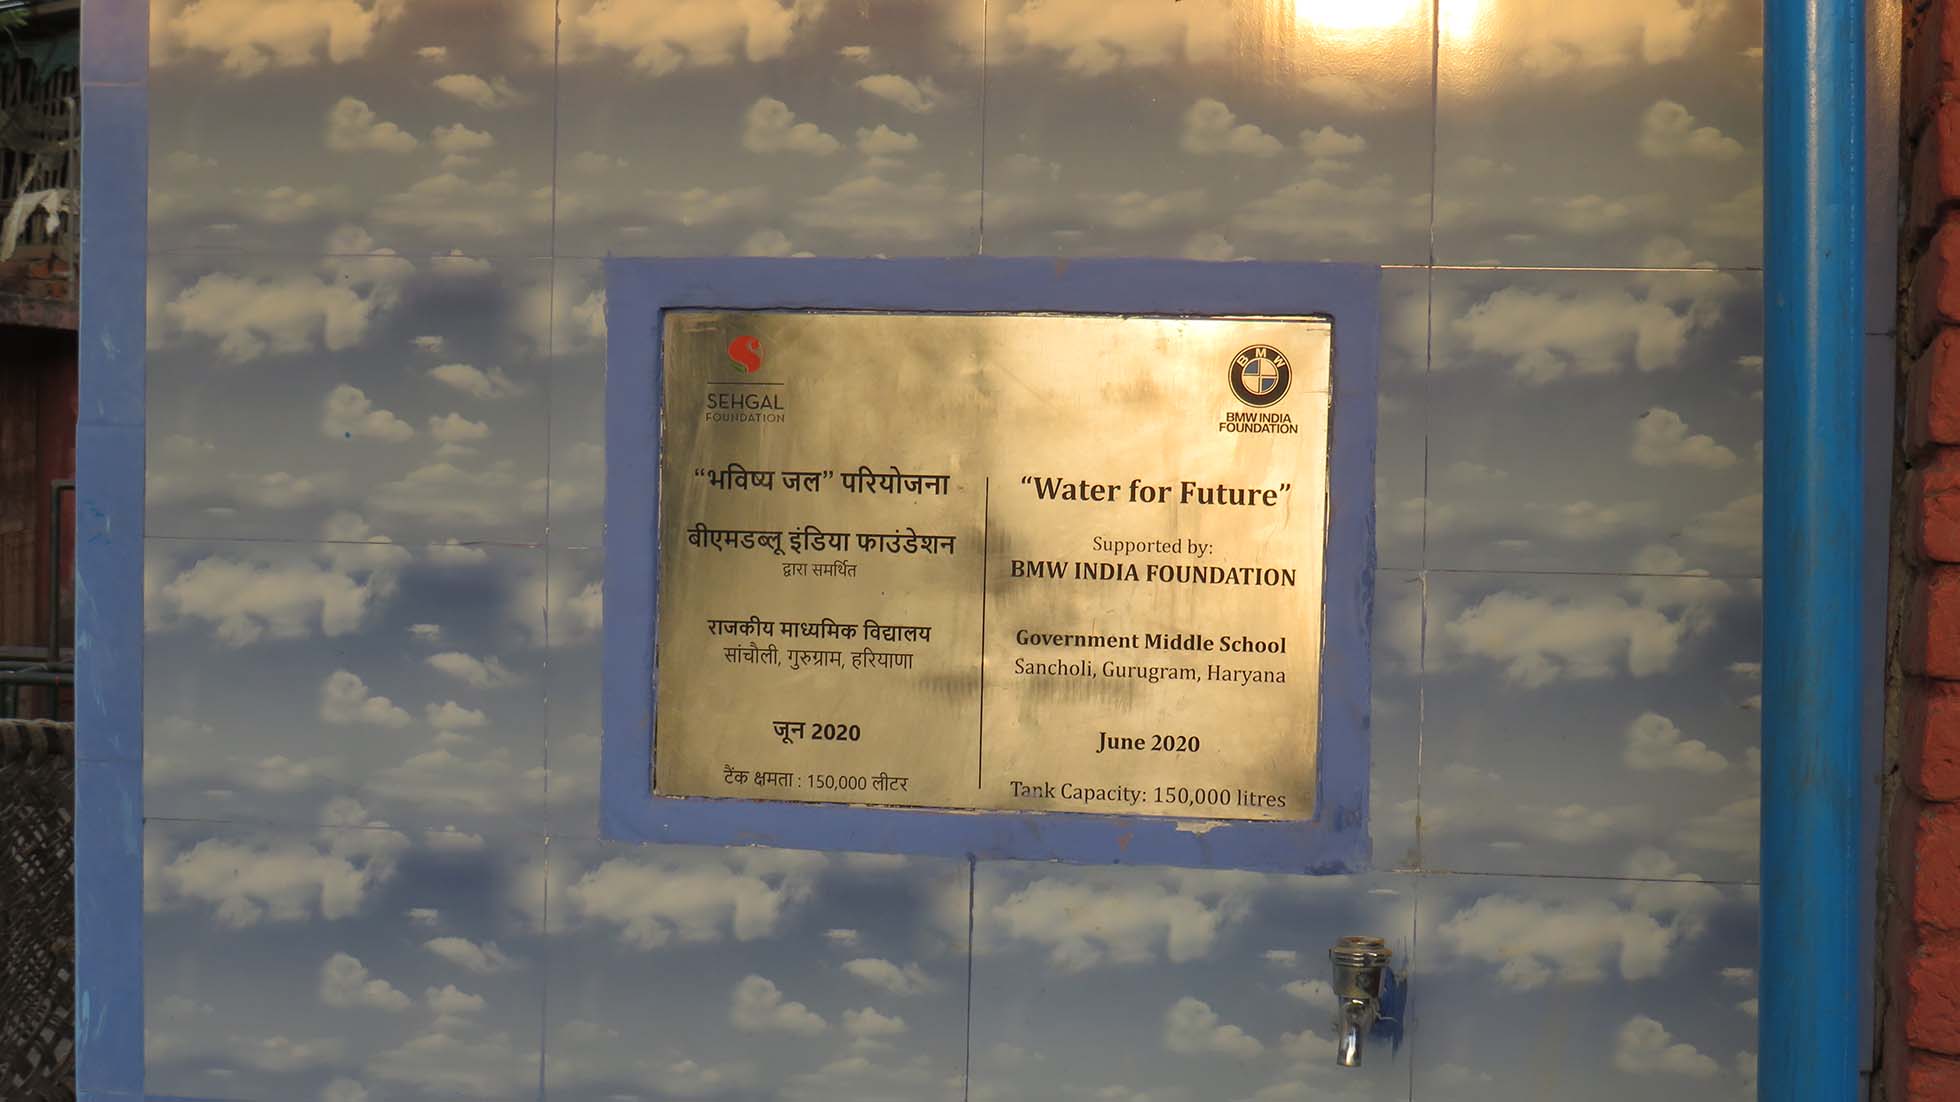 SEHGAL
FOUNDATION
“भविष्य जल” परियोजना
बीएमडब्लू इंडिया फाउंडेशन
द्वारा समर्थित
राजकीय माध्यमिक विद्यालय
सांचौली, गुरुग्राम, हरियाणा
जून 2020
टैंक क्षमता : 150,000 लीटर
BMW
BMW INDIA
FOUNDATION
“Water for Future”
Supported by:
BMW INDIA FOUNDATION
Government Middle School
Sancholi, Gurugram, Haryana
June 2020
Tank Capacity: 150,000 litres